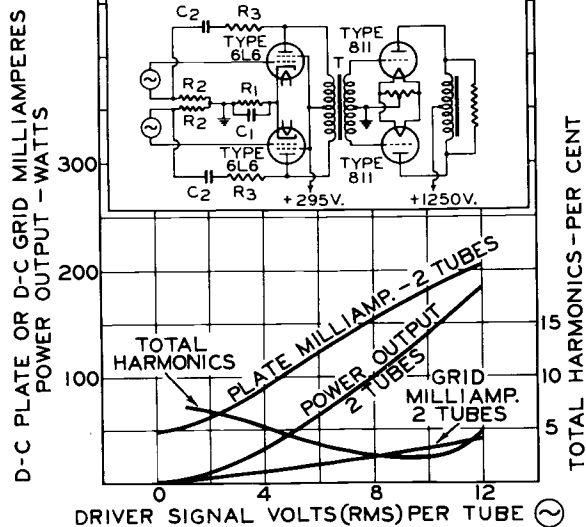 D-C PLATE OR D-C GRID MILLIAMPERES
POWER OUTPUT-WATTS
C2
R3
TYPE
6L6
TYPE
811
T
R2
R1
R2
C1
TYPE
6L6
TYPE
811
C2
R3
+295V.
+1250V.
300
200
100
0
TOTAL
HARMONICS
PLATE MILLIAMP.-2 TUBES
POWER OUTPUT
2 TUBES
GRID
MILLIAMP.
2 TUBES
15
10
5
TOTAL HARMONICS-PER CENT
0
4
8
12
DRIVER SIGNAL VOLTS(RMS) PER TUBE